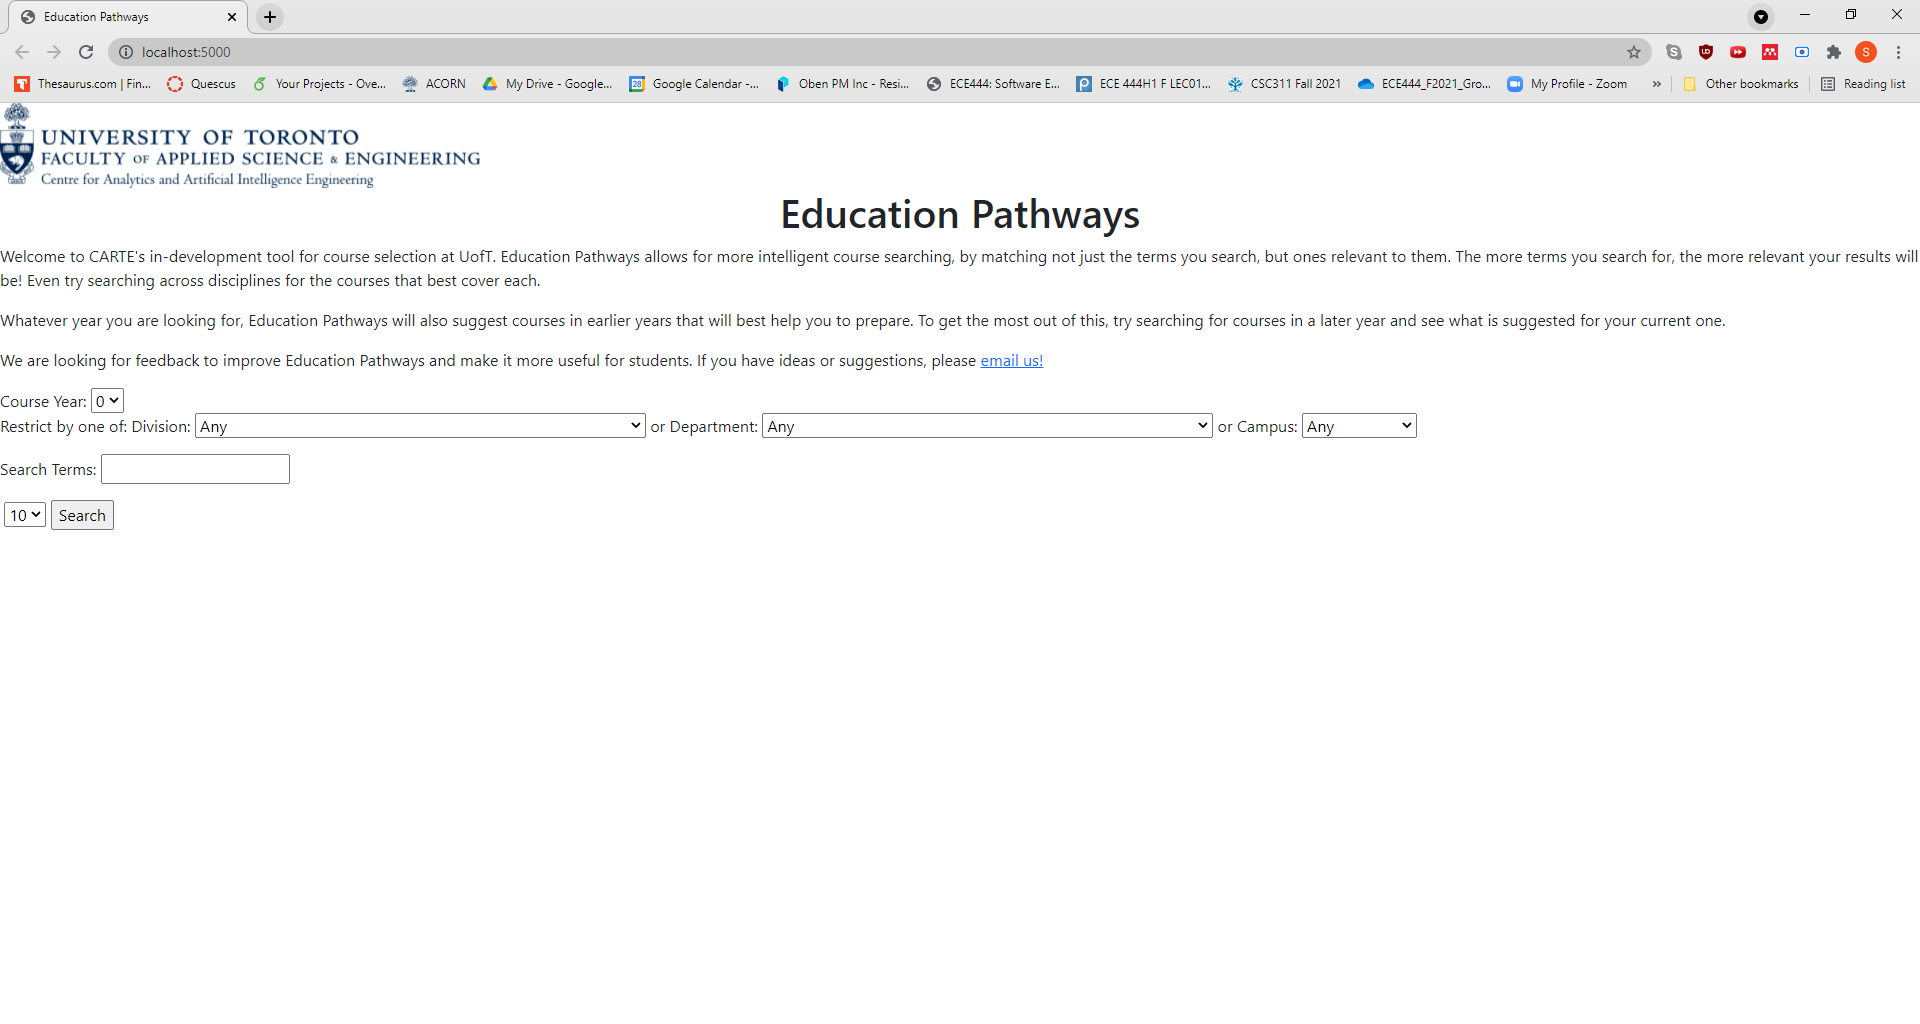 Education Pathways
localhost:5000
Thesaurus.com | Fin... Quescus Your Projects - Ove... ACORN My Drive - Google... Google Calendar -... Oben PM Inc - Resi... ECE444: Software E... ECE 444H1 F LEC01... CSC311 Fall 2021 ECE444_F2021_Gro... My Profile - Zoom » Other bookmarks Reading list
UNIVERSITY OF TORONTO
FACULTY OF APPLIED SCIENCE & ENGINEERING
Centre for Analytics and Artificial Intelligence Engineering
Education Pathways
Welcome to CARTE's in-development tool for course selection at UofT. Education Pathways allows for more intelligent course searching, by matching not just the terms you search, but ones relevant to them. The more terms you search for, the more relevant your results will
be! Even try searching across disciplines for the courses that best cover each.
Whatever year you are looking for, Education Pathways will also suggest courses in earlier years that will best help you to prepare. To get the most out of this, try searching for courses in a later year and see what is suggested for your current one.
We are looking for feedback to improve Education Pathways and make it more useful for students. If you have ideas or suggestions, please email us!
Course Year: 0
Restrict by one of: Division: Any or Department: Any or Campus: Any
Search Terms:
10 Search